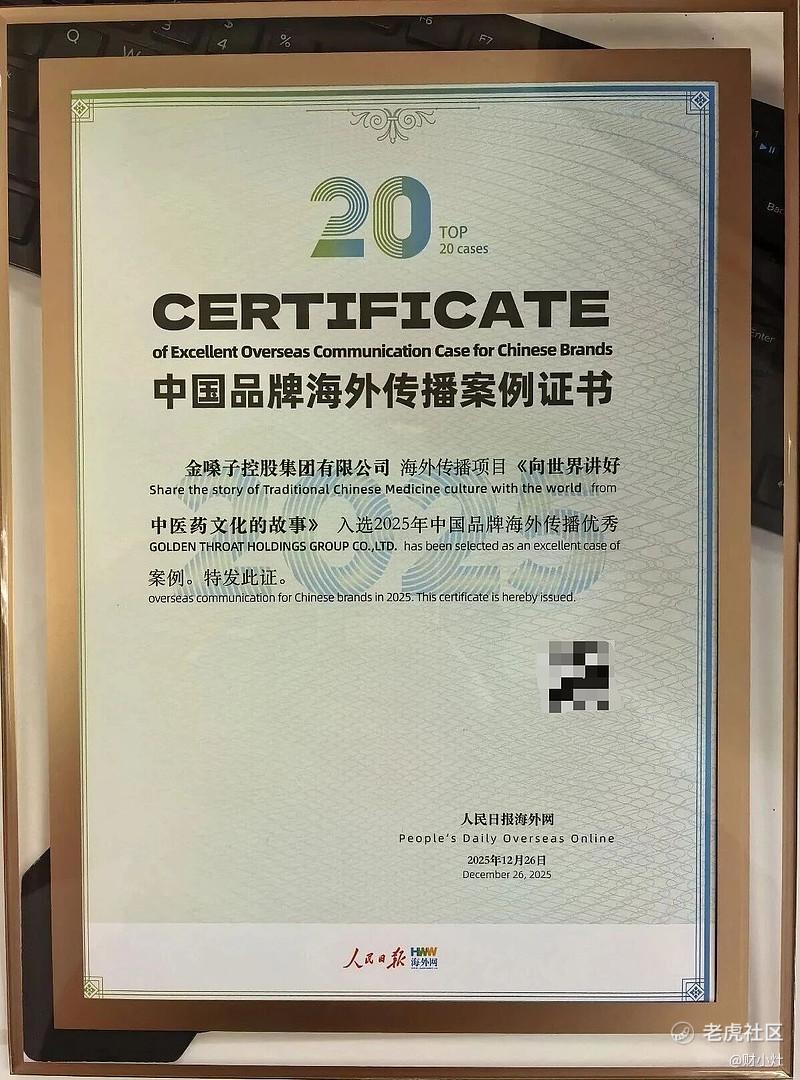 Q
3
4
%
F6
F7
W
Bac
Enter
20
TOP
20 cases
CERTIFICATE
of Excellent Overseas Communication Case for Chinese Brands
中国品牌海外传播案例证书
金嗓子控股集团有限公司 海外传播项目《向世界讲好
Share the story of Traditional Chinese Medicine culture with the world from
中医药文化的故事》 入选2025年中国品牌海外传播优秀
GOLDEN THROAT HOLDINGS GROUP CO.,LTD. has been selected as an excellent case of
案例。特发此证。
overseas communication for Chinese brands in 2025. This certificate is hereby issued.
2025
人民日报海外网
People's Daily Overseas Online
2025年12月26日
December 26, 2025
人民日报 HWW
海外网
老虎社区
@财小灶